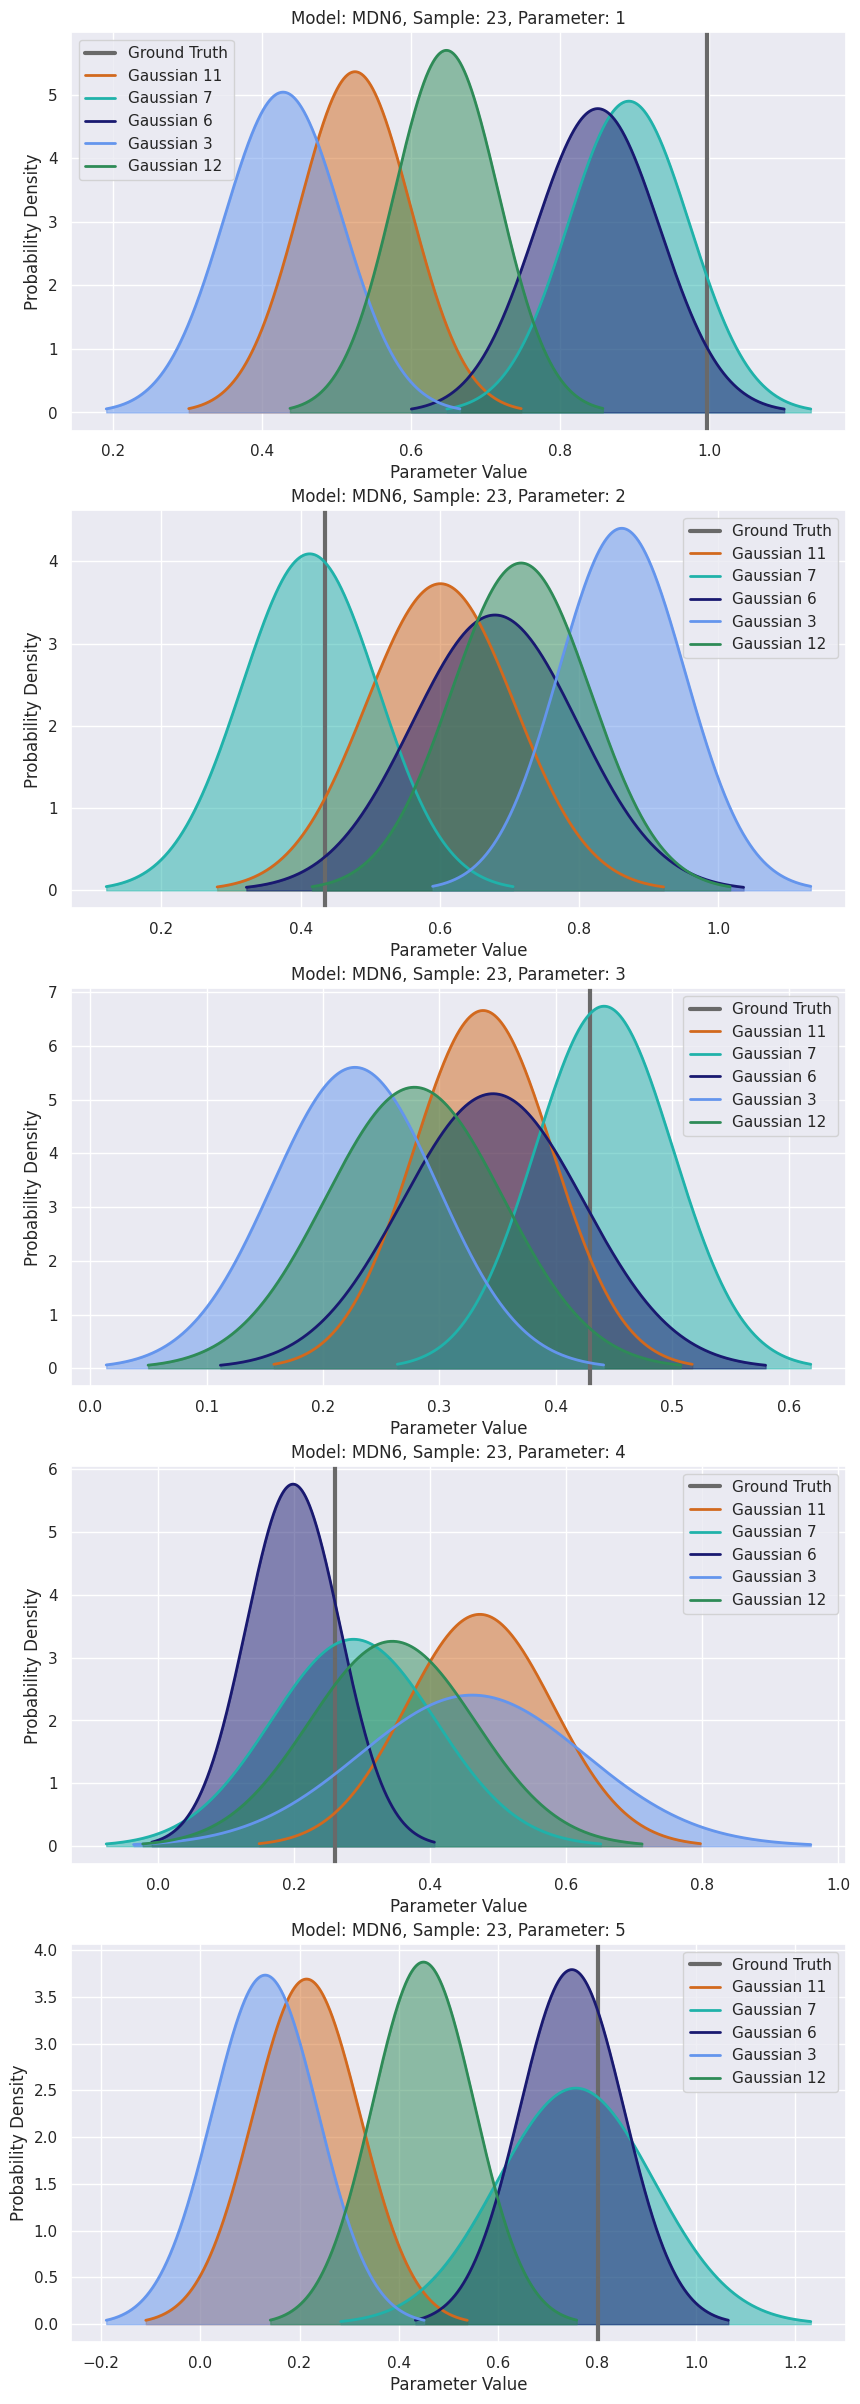 Model: MDN6, Sample: 23, Parameter: 1
Ground Truth
Gaussian 11
Gaussian 7
Gaussian 6
Gaussian 3
Gaussian 12
Probability Density
5
4
3
2
1
0
0.2 0.4 0.6 0.8 1.0
Parameter Value
Model: MDN6, Sample: 23, Parameter: 2
Ground Truth
Gaussian 11
Gaussian 7
Gaussian 6
Gaussian 3
Gaussian 12
Probability Density
4
3
2
1
0
0.2 0.4 0.6 0.8 1.0
Parameter Value
Model: MDN6, Sample: 23, Parameter: 3
Ground Truth
Gaussian 11
Gaussian 7
Gaussian 6
Gaussian 3
Gaussian 12
Probability Density
7
6
5
4
3
2
1
0
0.0 0.1 0.2 0.3 0.4 0.5 0.6
Parameter Value
Model: MDN6, Sample: 23, Parameter: 4
Ground Truth
Gaussian 11
Gaussian 7
Gaussian 6
Gaussian 3
Gaussian 12
Probability Density
6
5
4
3
2
1
0
0.0 0.2 0.4 0.6 0.8 1.0
Parameter Value
Model: MDN6, Sample: 23, Parameter: 5
Ground Truth
Gaussian 11
Gaussian 7
Gaussian 6
Gaussian 3
Gaussian 12
Probability Density
4.0
3.5
3.0
2.5
2.0
1.5
1.0
0.5
0.0
−0.2 0.0 0.2 0.4 0.6 0.8 1.0 1.2
Parameter Value